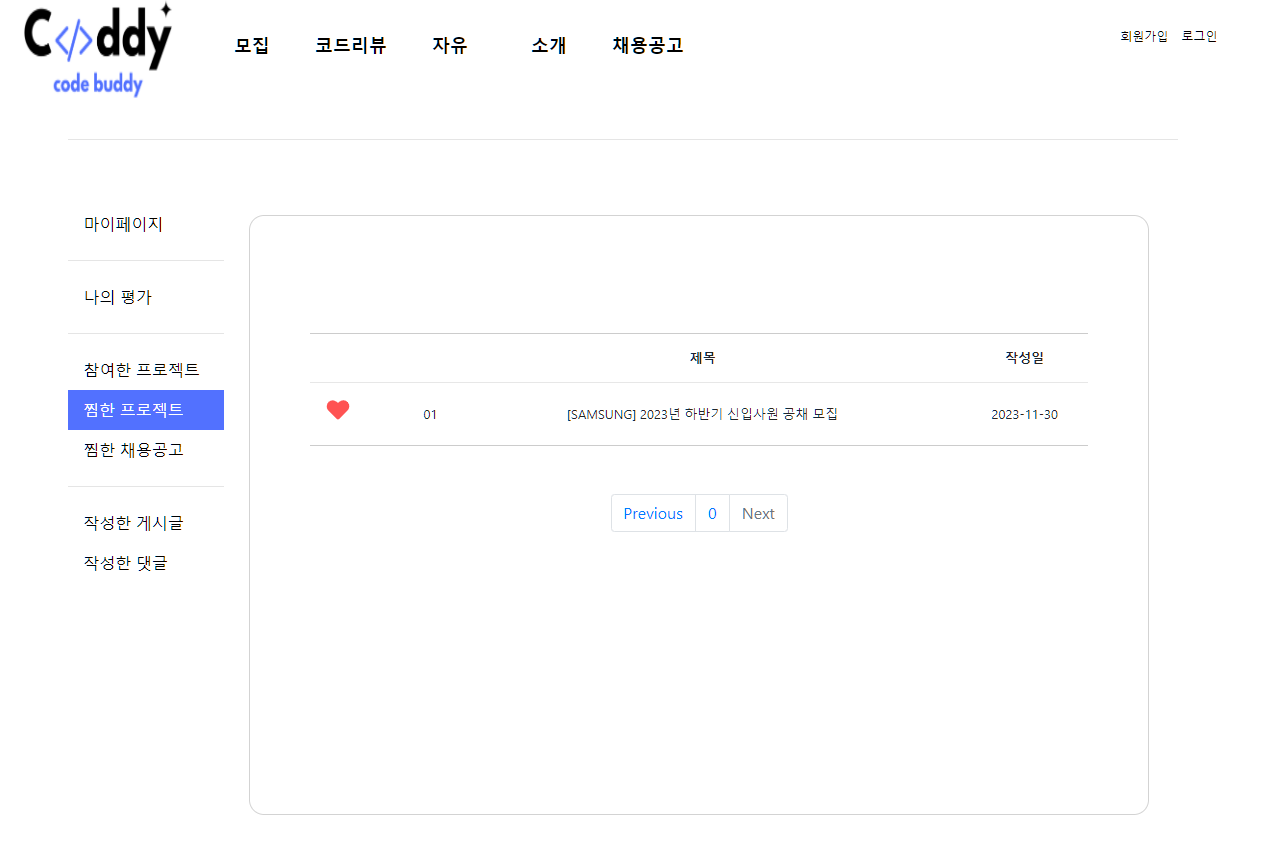 C</>ddy
code buddy
모집 코드리뷰 자유 소개 채용공고
회원가입 로그인
마이페이지
나의 평가
참여한 프로젝트
찜한 프로젝트
찜한 채용공고
작성한 게시글
작성한 댓글
제목 작성일
01 [SAMSUNG] 2023년 하반기 신입사원 공채 모집 2023-11-30
Previous 0 Next